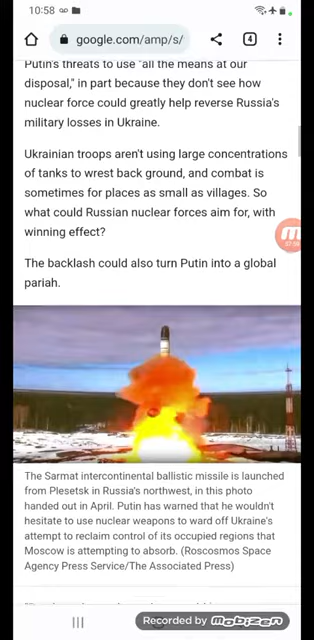 10:58
google.com/amp/s/
4
Putin's threats to use "all the means at our
disposal," in part because they don't see how
nuclear force could greatly help reverse Russia's
military losses in Ukraine.
Ukrainian troops aren't using large concentrations
of tanks to wrest back ground, and combat is
sometimes for places as small as villages. So
what could Russian nuclear forces aim for, with
winning effect?
The backlash could also turn Putin into a global
pariah.
The Sarmat intercontinental ballistic missile is launched
from Plesetsk in Russia's northwest, in this photo
handed out in April. Putin has warned that he wouldn't
hesitate to use nuclear weapons to ward off Ukraine's
attempt to reclaim control of its occupied regions that
Moscow is attempting to absorb. (Roscosmos Space
Agency Press Service/The Associated Press)
Recorded by mobizen